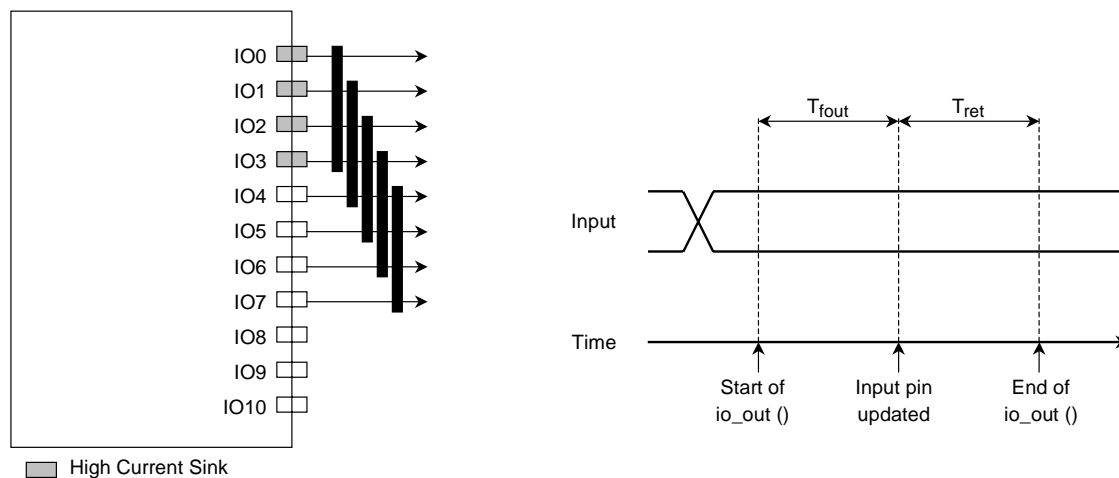 IO0
IO1
IO2
IO3
IO4
IO5
IO6
IO7
IO8
IO9
IO10
High Current Sink
Tfout
Tret
Input
Time
Start of
io_out ()
Input pin
updated
End of
io_out ()